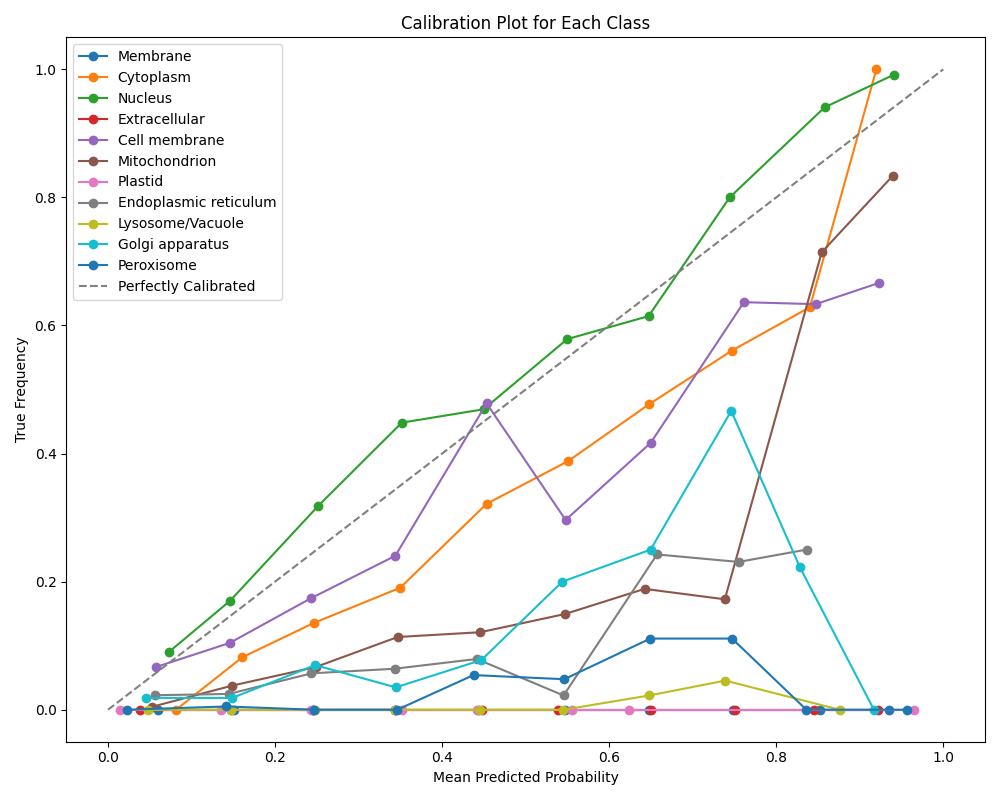 Calibration Plot for Each Class
Membrane
Cytoplasm
Nucleus
Extracellular
Cell membrane
Mitochondrion
Plastid
Endoplasmic reticulum
Lysosome/Vacuole
Golgi apparatus
Peroxisome
Perfectly Calibrated
True Frequency
1.0
0.8
0.6
0.4
0.2
0.0
0.0 0.2 0.4 0.6 0.8 1.0
Mean Predicted Probability